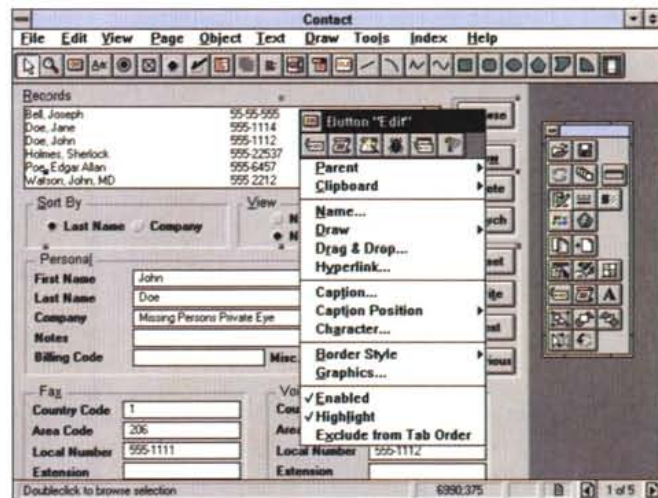 Contact
File Edit View Page Object Text Draw Tools Index Help
Records
Bell, Joseph 55-55-555
Doe, Jane 555-1114
Doe, John 555-1112
Holmes, Sherlock 555-22537
Poe, Edgar Allan 555-6457
Watson, John, MD 555 2212
Button "Edit"
Parent
Clipboard
Name...
Draw
Drag & Drop...
Hyperlink...
Caption...
Caption Position
Character...
Border Style
Graphics...
✓Enabled
✓Highlight
Exclude from Tab Order
Sort By
Last Name Company
View
Personal
First Name John
Last Name Doe
Company Missing Persons Private Eye
Notes
Billing Code Misc.
Fax
Country Code 1
Area Code 206
Local Number 555-1111 Local Number 555-1112
Extension Extension
Doubleclick to browse selection 6990;375 1 of 5